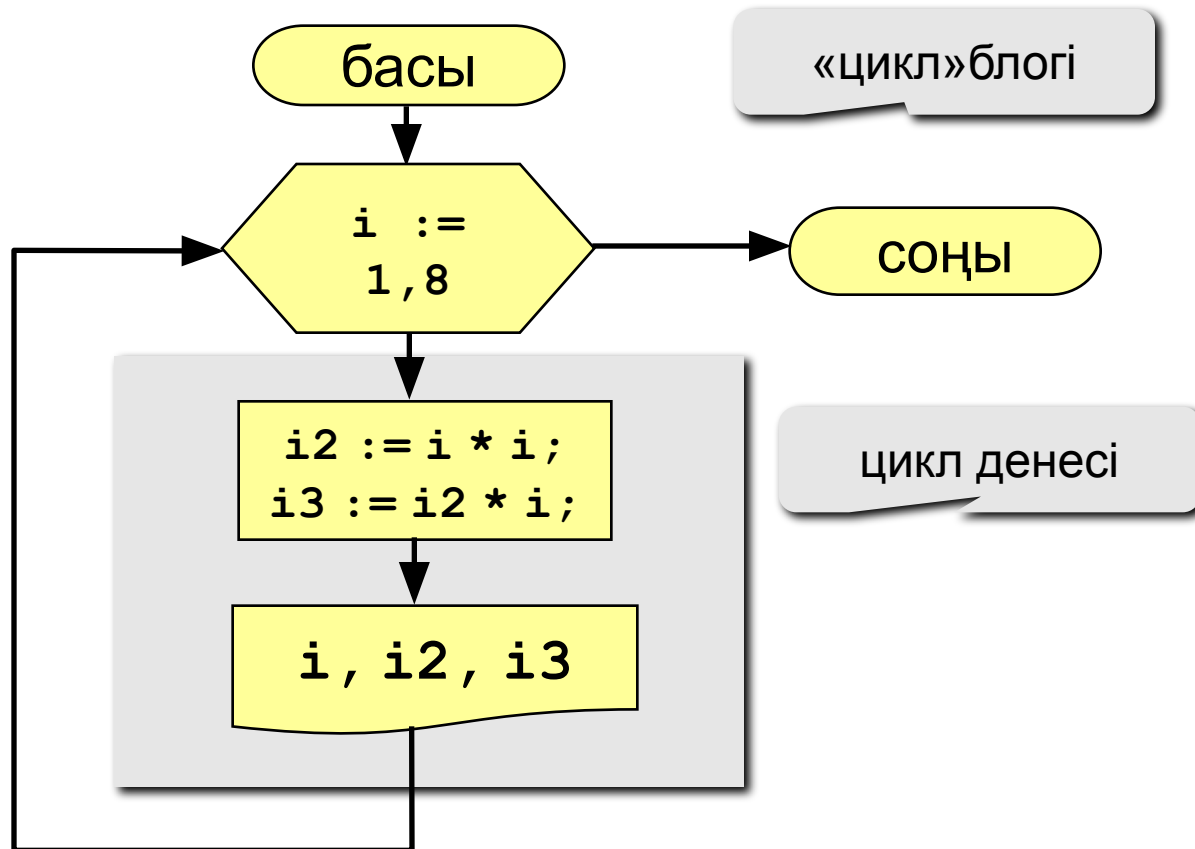 басы
«цикл»блогі
i :=
1,8
соңы
i2 := i * i;
i3 := i2 * i;
цикл денесі
i, i2, i3